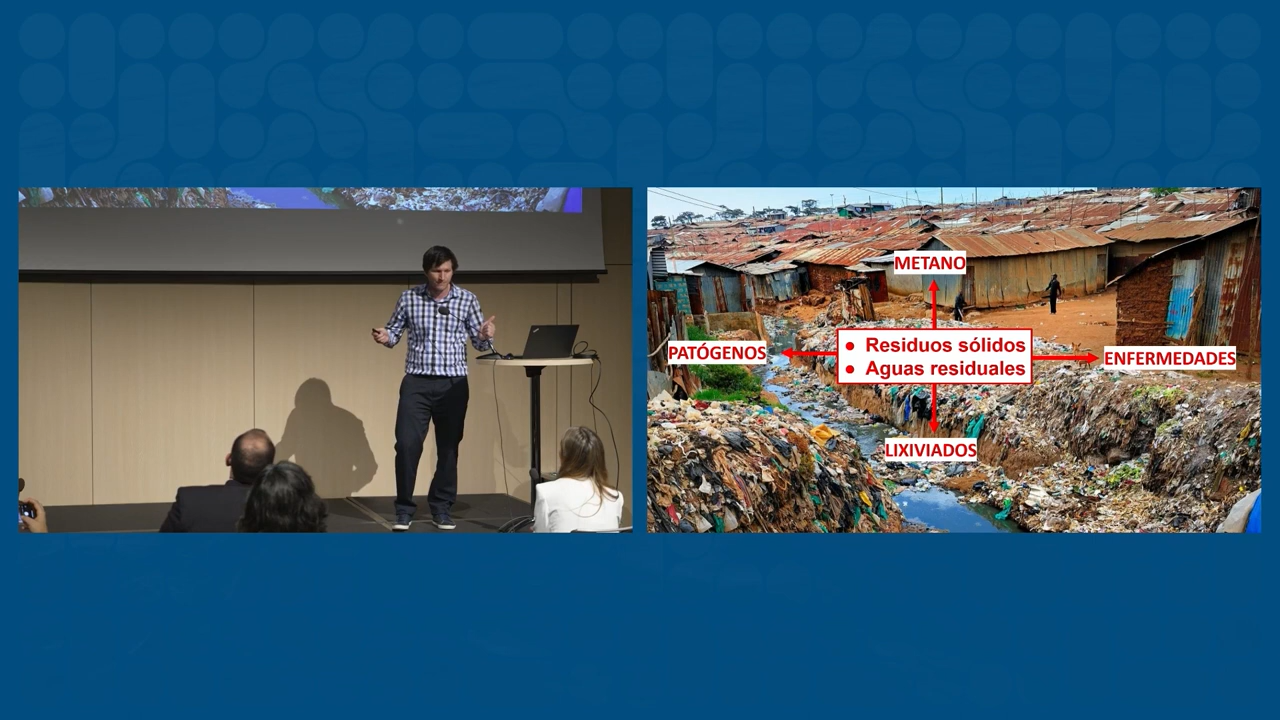 METANO
PATÓGENOS
● Residuos sólidos
● Aguas residuales
ENFERMEDADES
LIXIVIADOS